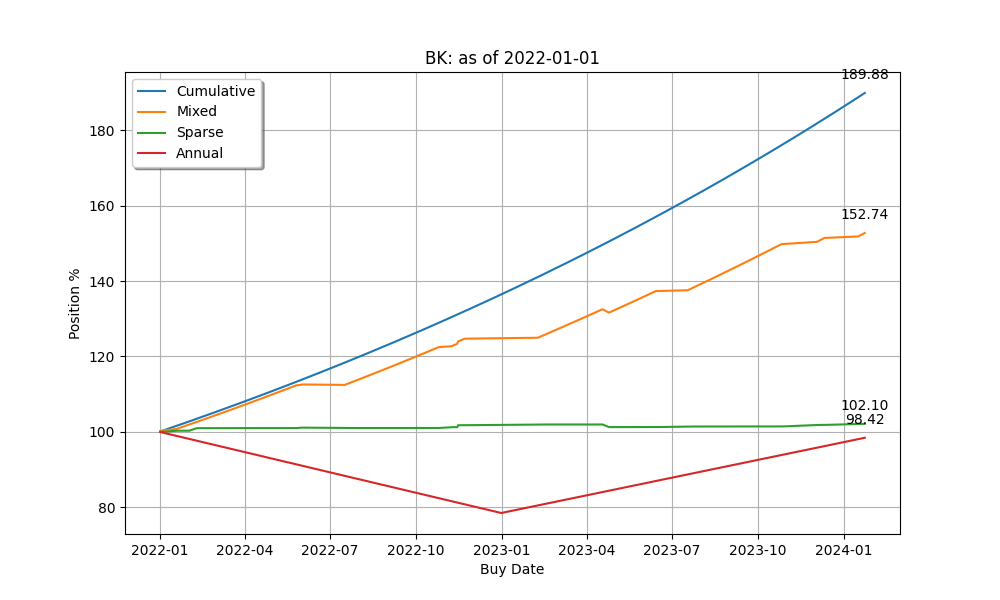 BK: as of 2022-01-01
Cumulative
Mixed
Sparse
Annual
189.88
152.74
102.10
98.42
Position %
180
160
140
120
100
80
2022-01 2022-04 2022-07 2022-10 2023-01 2023-04 2023-07 2023-10 2024-01
Buy Date